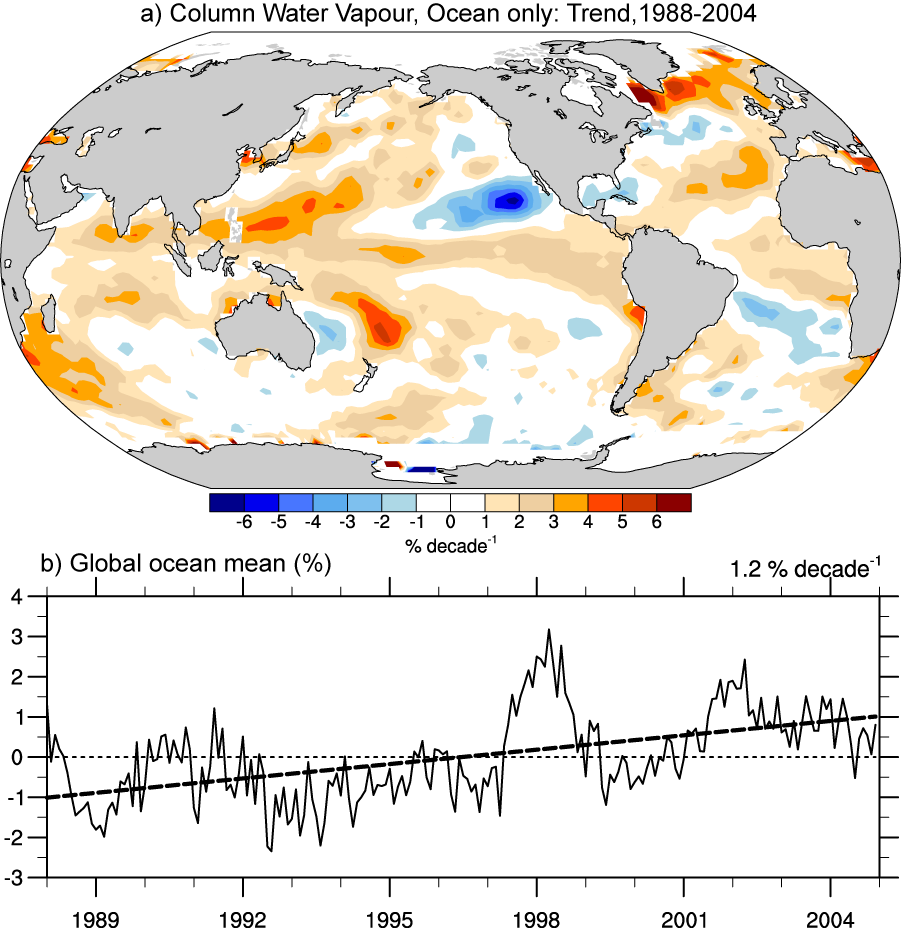 a) Column Water Vapour, Ocean only: Trend,1988-2004
-6 -5 -4 -3 -2 -1 0 1 2 3 4 5 6
% decade⁻¹
b) Global ocean mean (%)
1.2 % decade⁻¹
4
3
2
1
0
-1
-2
-3
1989 1992 1995 1998 2001 2004